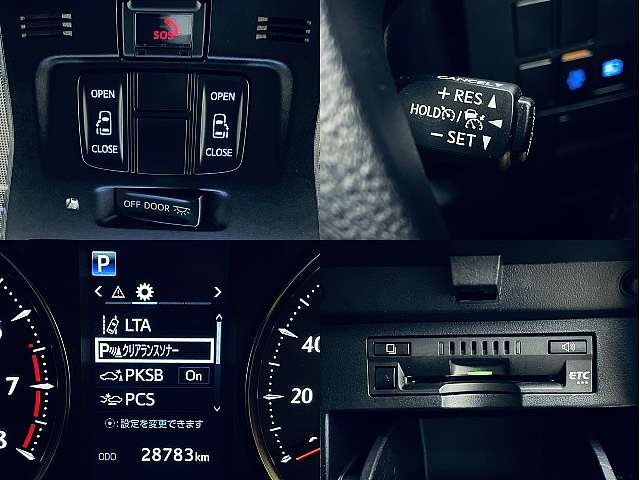 SOS
OPEN
OPEN
CLOSE
CLOSE
OFF DOOR
CANCEL
+ RES
HOLD /
− SET
P
LTA
P クリアランスソナー
PKSB On
PCS
:設定を変更できます
ODO 28783 km
6
7
8
40
20
ETC